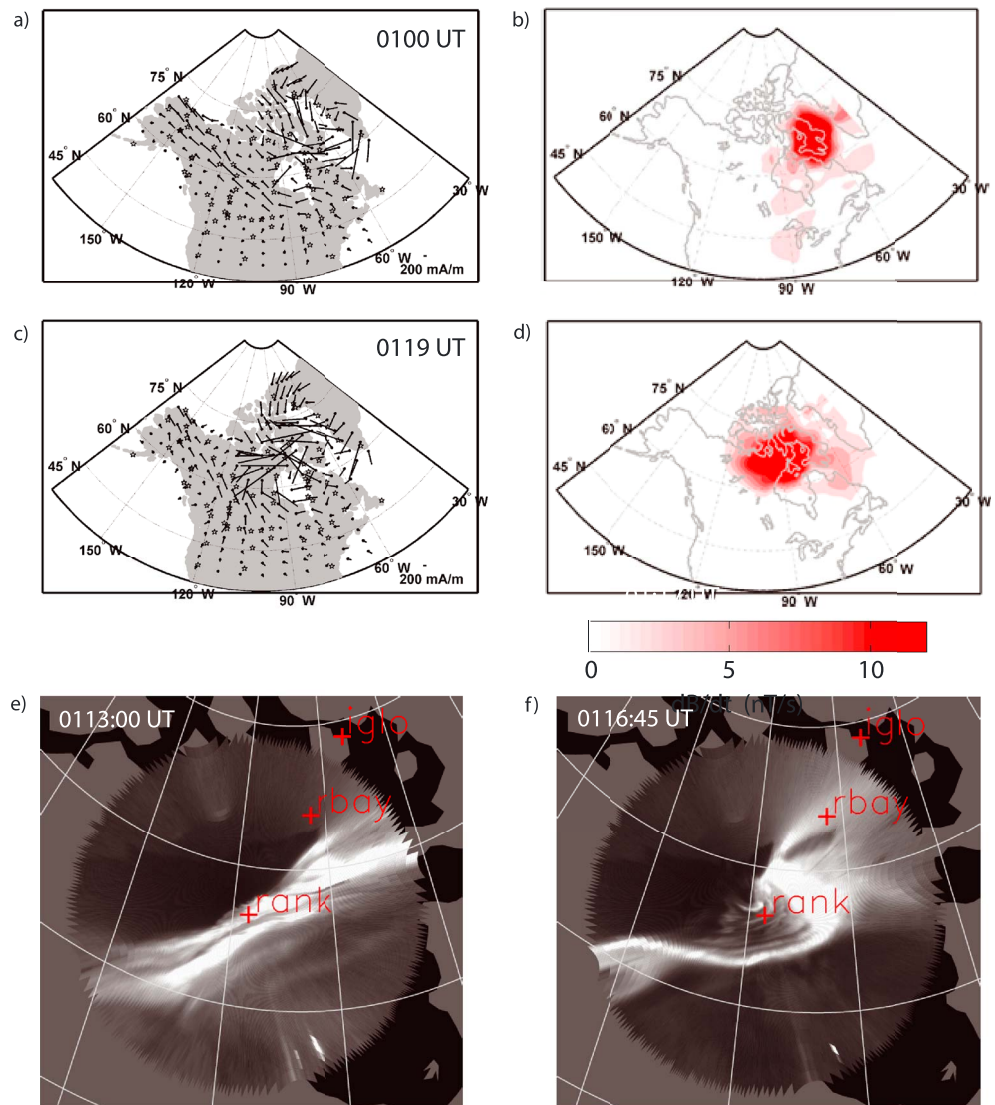 a)
0100 UT
75° N
60° N
45° N
30° W
150° W
60° W
200 mA/m
120° W
90° W
b)
75° N
60° N
45° N
30° W
150° W
60° W
120° W
90° W
c)
0119 UT
75° N
60° N
45° N
30° W
150° W
60° W
200 mA/m
120° W
90° W
d)
75° N
60° N
45° N
30° W
150° W
60° W
120° W
90° W
0 5 10
dB/dt (nT/s)
e)
0113:00 UT
iglo
rbay
rank
f)
0116:45 UT
iglo
rbay
rank